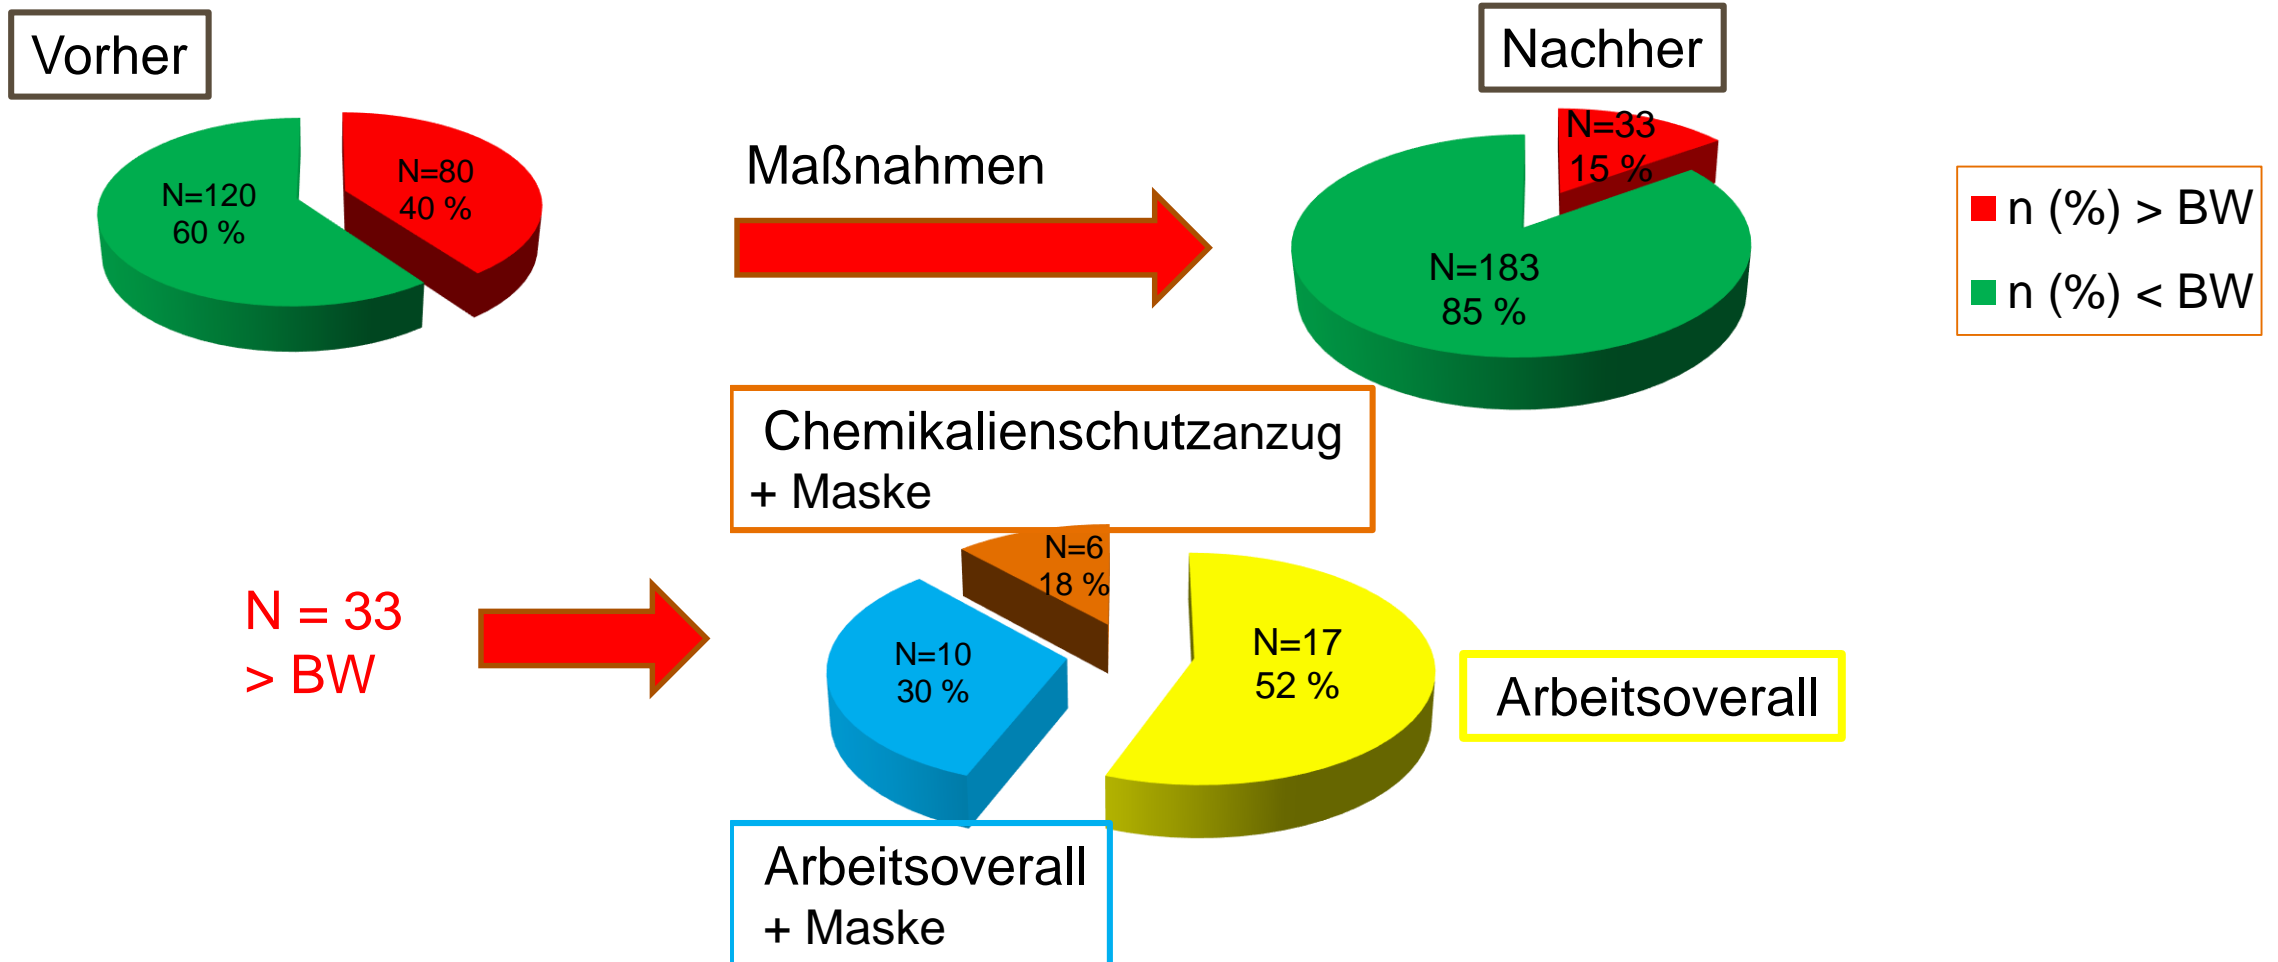 Vorher
Nachher
N=120
60 %
N=80
40 %
Maßnahmen
N=33
15 %
N=183
85 %
n (%) > BW
n (%) < BW
Chemikalienschutzanzug
+ Maske
N = 33
> BW
N=6
18 %
N=10
30 %
N=17
52 %
Arbeitsoverall
Arbeitsoverall
+ Maske